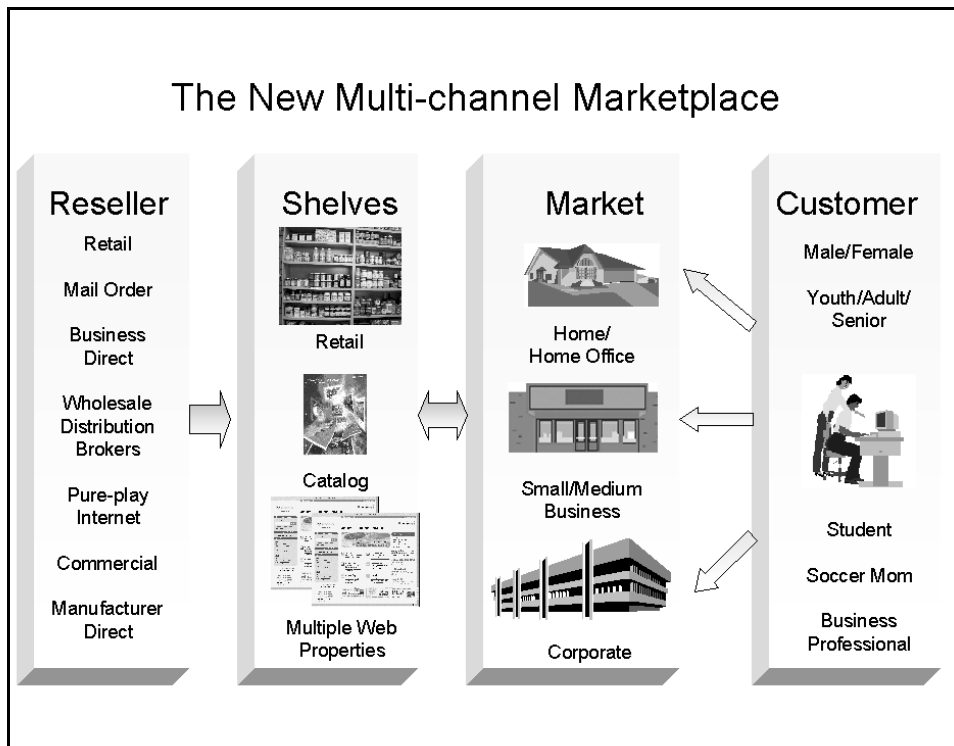 The New Multi-channel Marketplace
Reseller
Retail
Mail Order
Business
Direct
Wholesale
Distribution
Brokers
Pure-play
Internet
Commercial
Manufacturer
Direct
Shelves
Retail
Catalog
Multiple Web
Properties
Market
Home/
Home Office
Small/Medium
Business
Corporate
Customer
Male/Female
Youth/Adult/
Senior
Student
Soccer Mom
Business
Professional